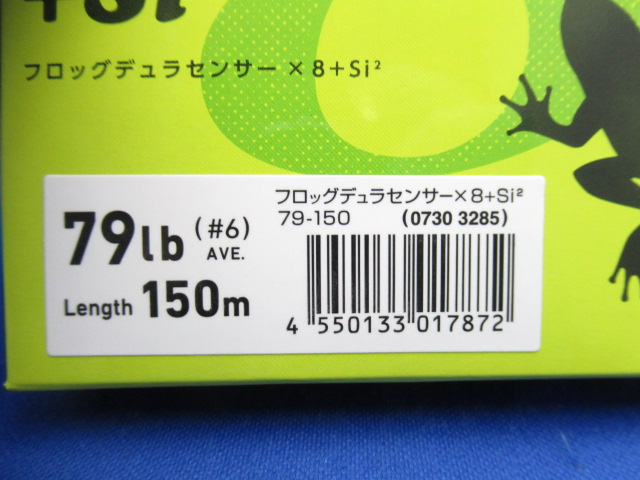 +Si
フロッグデュラセンサー×8+Si²
79lb (#6) AVE.
Length 150m
フロッグデュラセンサー×8+Si²
79-150 (0730 3285)
4 550133 017872